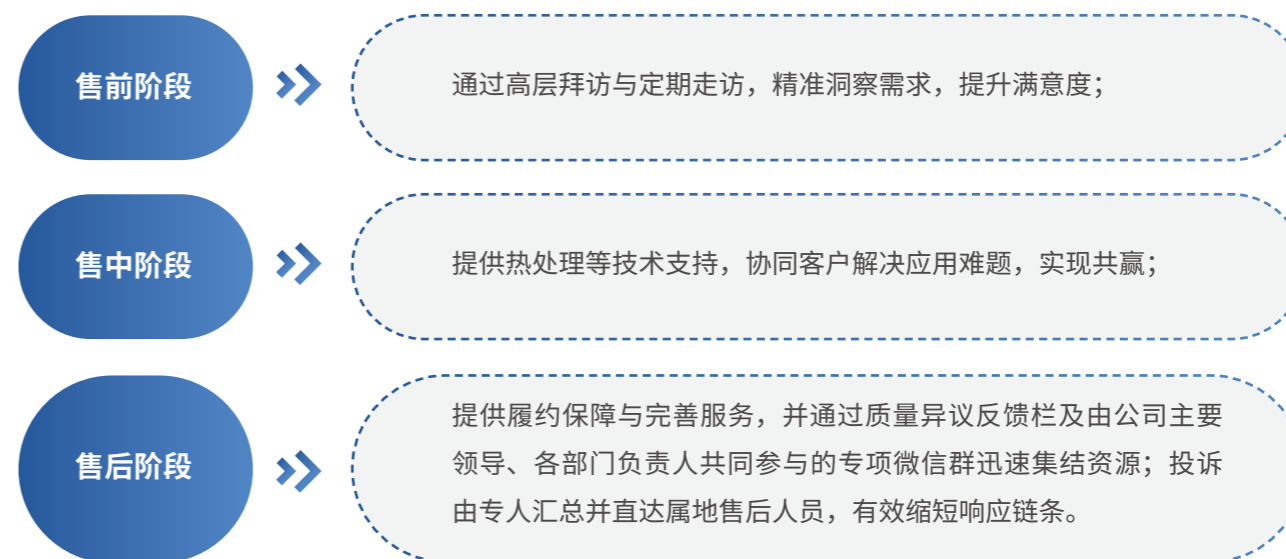 售前阶段
通过高层拜访与定期走访，精准洞察需求，提升满意度；
售中阶段
提供热处理等技术支持，协同客户解决应用难题，实现共赢；
售后阶段
提供履约保障与完善服务，并通过质量异议反馈栏及由公司主要
领导、各部门负责人共同参与的专项微信群迅速集结资源；投诉
由专人汇总并直达属地售后人员，有效缩短响应链条。